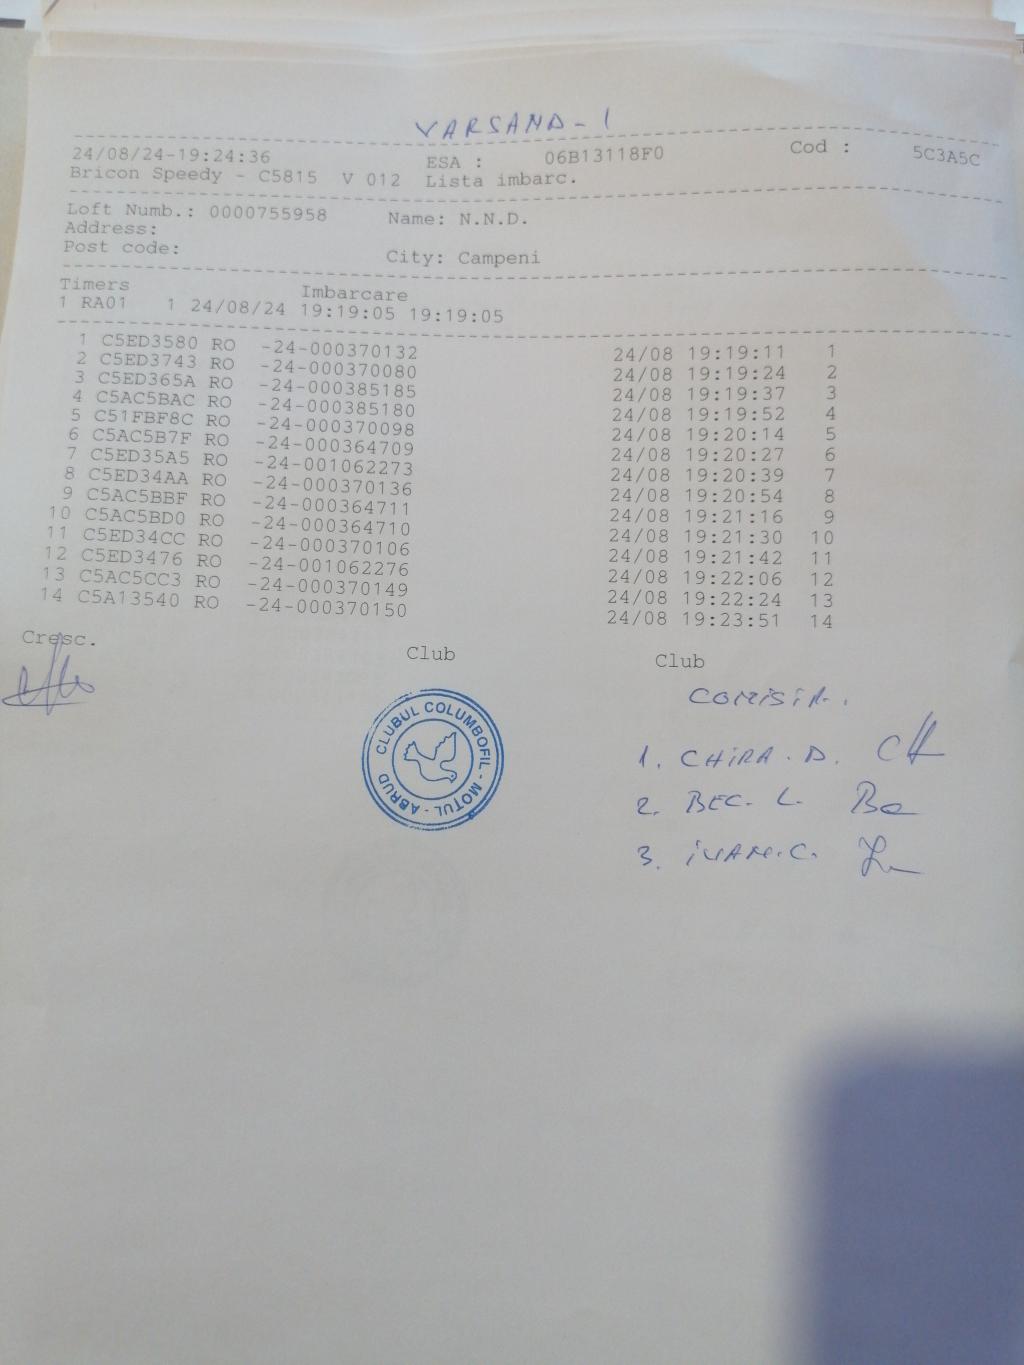 VARSAND - 1
24/08/24-19:24:36 ESA : 06B13118F0 Cod : 5C3A5C
Bricon Speedy - C5815 V 012 Lista imbarc.
Loft Numb.: 0000755958 Name: N.N.D.
Address:
Post code: City: Campeni
Timers Imbarcare
1 RA01 1 24/08/24 19:19:05 19:19:05
1 C5ED3580 RO -24-000370132 24/08 19:19:11 1
2 C5ED3743 RO -24-000370080 24/08 19:19:24 2
3 C5ED365A RO -24-000385185 24/08 19:19:37 3
4 C5AC5BAC RO -24-000385180 24/08 19:19:52 4
5 C51FBF8C RO -24-000370098 24/08 19:20:14 5
6 C5AC5B7F RO -24-000364709 24/08 19:20:27 6
7 C5ED35A5 RO -24-001062273 24/08 19:20:39 7
8 C5ED34AA RO -24-000370136 24/08 19:20:54 8
9 C5AC5BBF RO -24-000364711 24/08 19:21:16 9
10 C5AC5BD0 RO -24-000364710 24/08 19:21:30 10
11 C5ED34CC RO -24-000370106 24/08 19:21:42 11
12 C5ED3476 RO -24-001062276 24/08 19:22:06 12
13 C5AC5CC3 RO -24-000370149 24/08 19:22:24 13
14 C5A13540 RO -24-000370150 24/08 19:23:51 14
Cresc. Club Club
COMISIA.
CLUBUL COLUMBOFIL - MOTUL - ABRUD
1. CHIRA. D.
2. BEC. L.
3. IVAN. C.